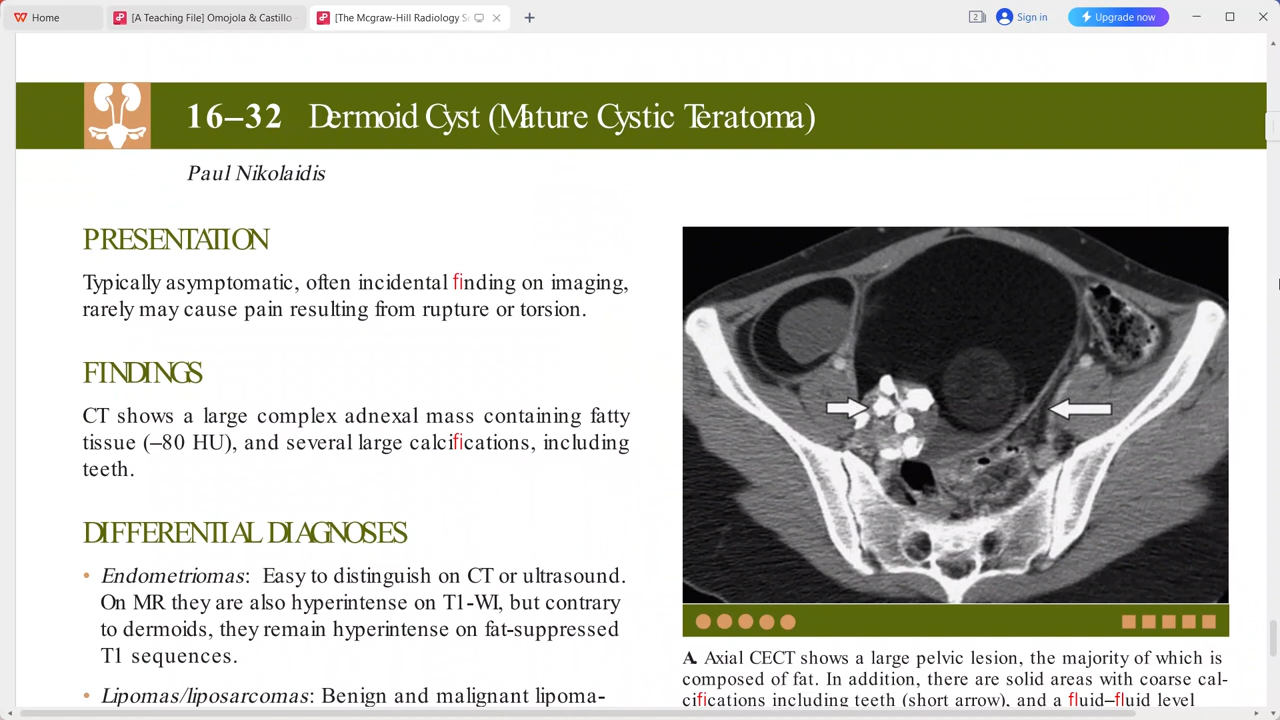 Home
[A Teaching File] Omojola & Castillo
[The Mcgraw-Hill Radiology S
2
Sign in
Upgrade now
16–32 Dermoid Cyst (Mature Cystic Teratoma)
Paul Nikolaidis
PRESENTATION
Typically asymptomatic, often incidental finding on imaging,
rarely may cause pain resulting from rupture or torsion.
FINDINGS
CT shows a large complex adnexal mass containing fatty
tissue (–80 HU), and several large calcifications, including
teeth.
DIFFERENTIAL DIAGNOSES
• Endometriomas: Easy to distinguish on CT or ultrasound.
On MR they are also hyperintense on T1-WI, but contrary
to dermoids, they remain hyperintense on fat-suppressed
T1 sequences.
• Lipomas/liposarcomas: Benign and malignant lipoma-
A. Axial CECT shows a large pelvic lesion, the majority of which is
composed of fat. In addition, there are solid areas with coarse cal-
cifications including teeth (short arrow), and a fluid–fluid level